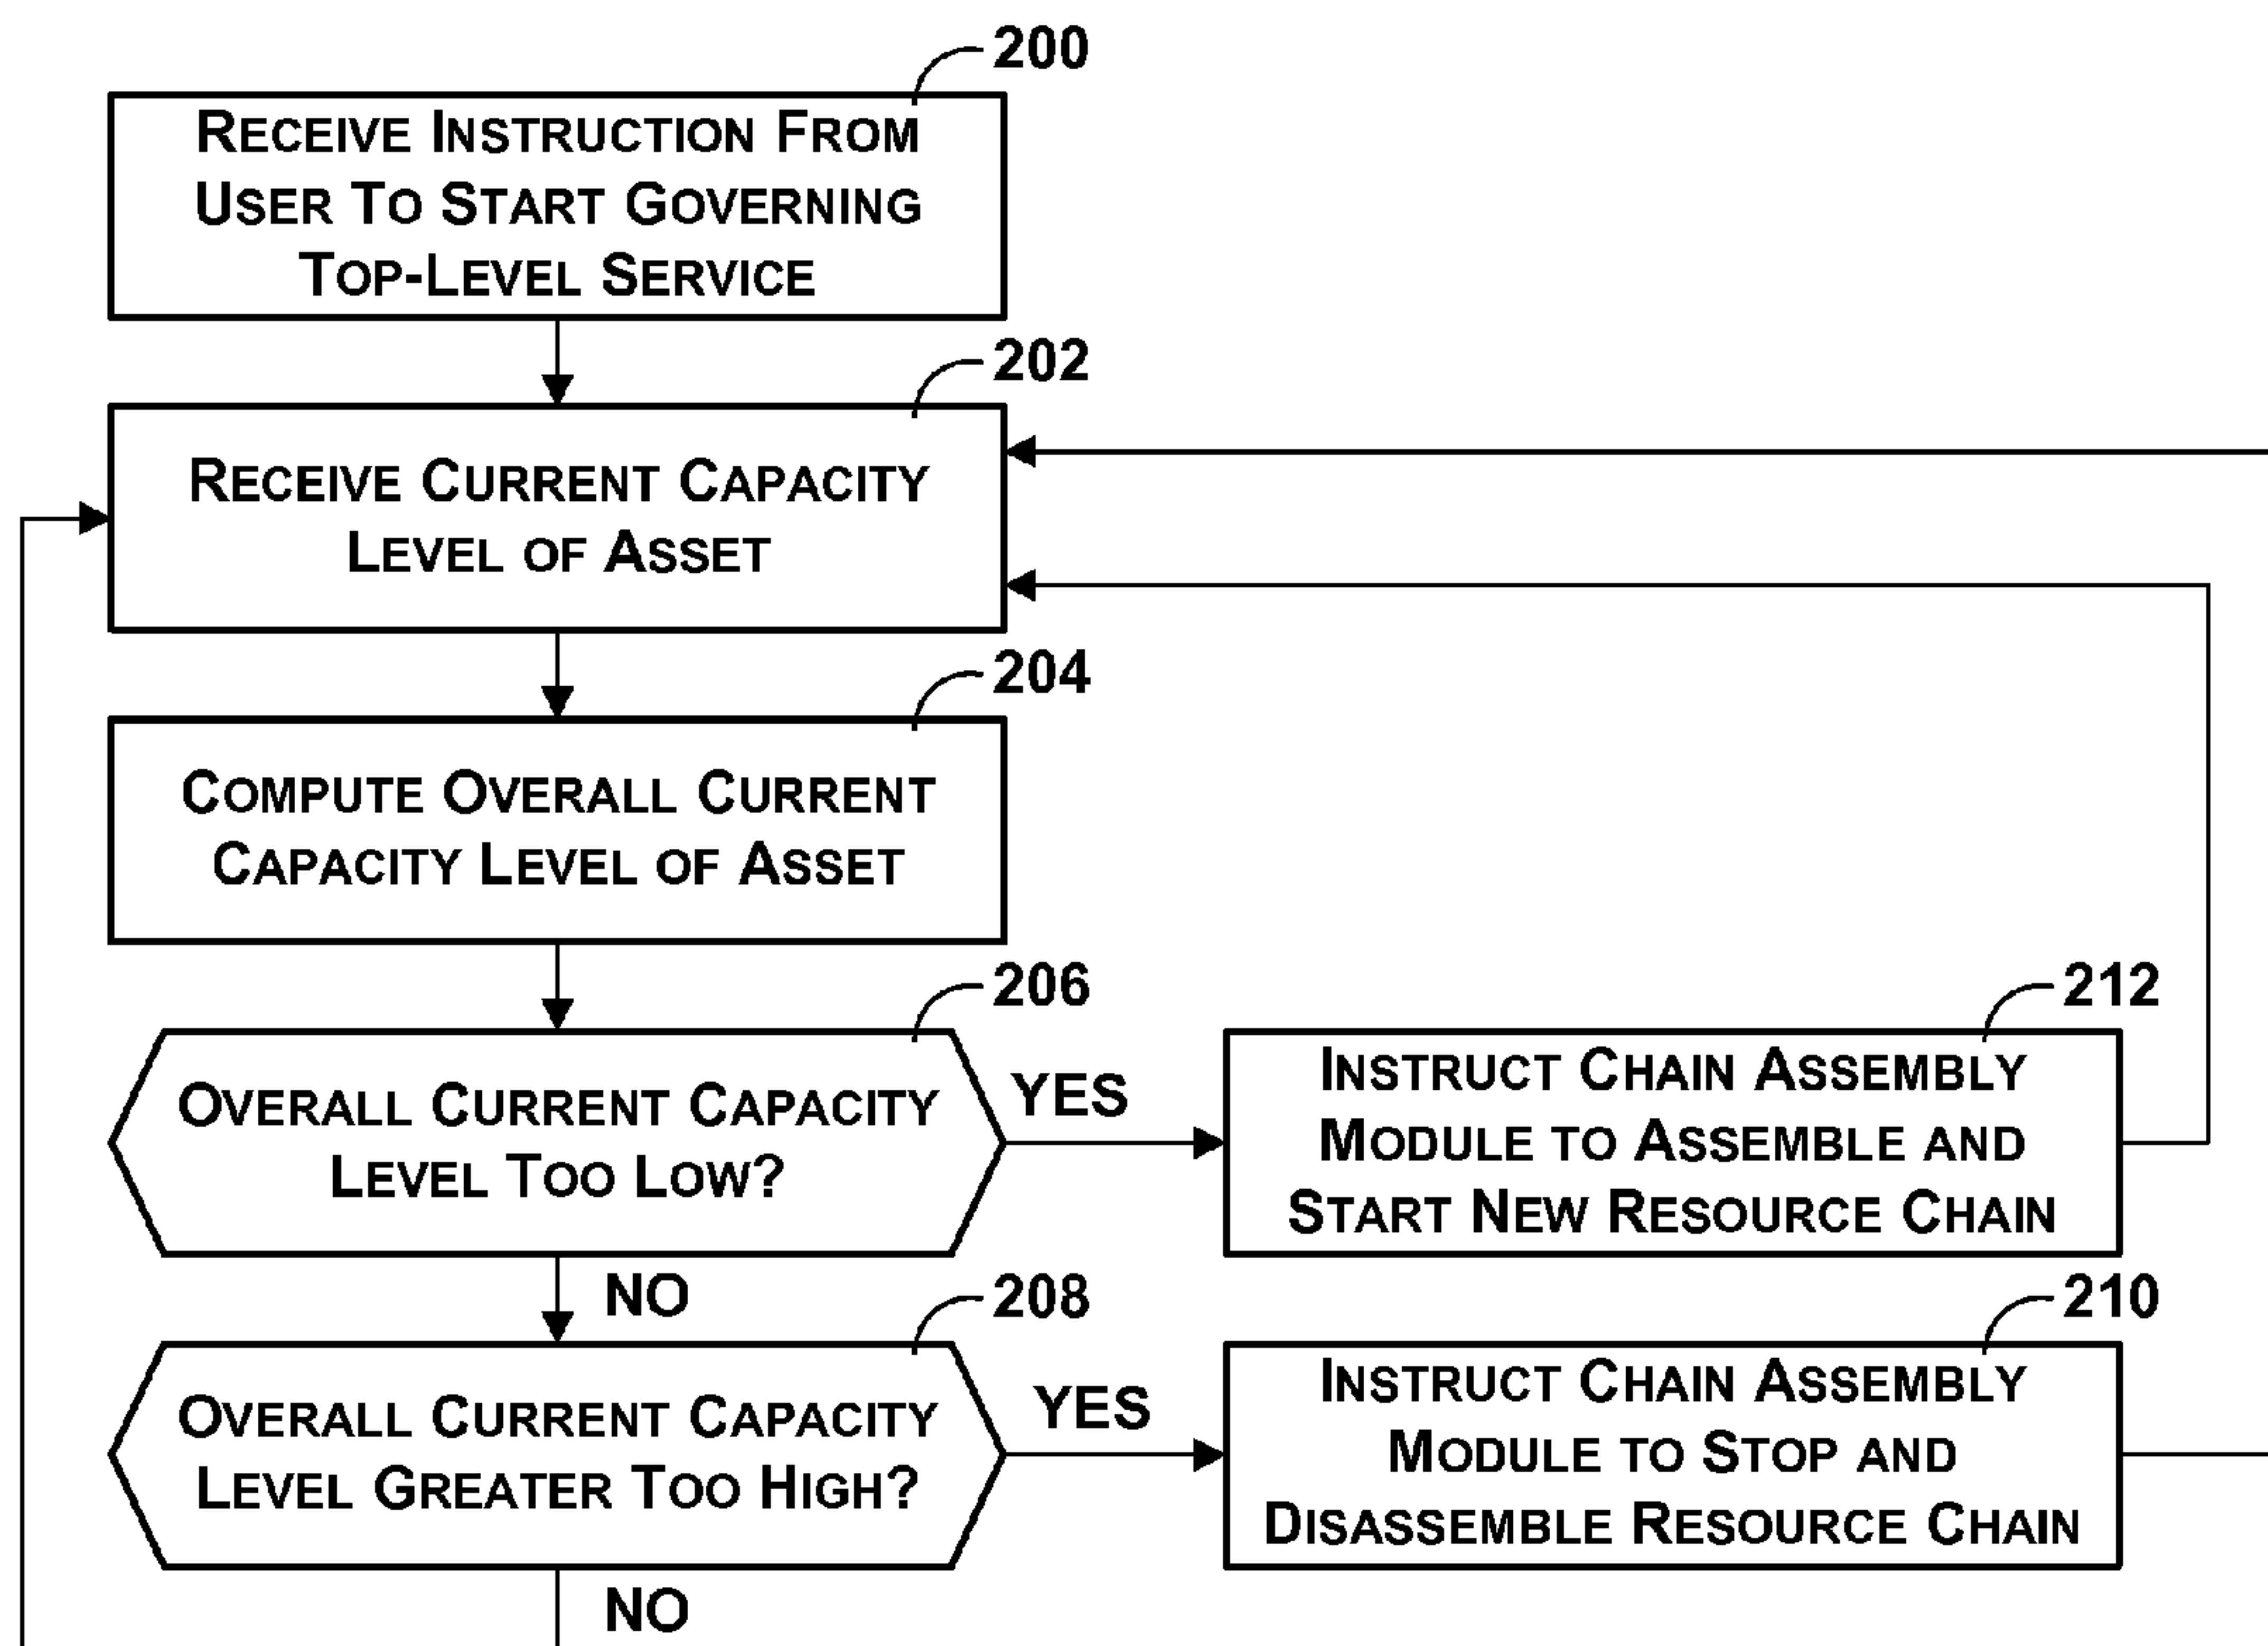 200
RECEIVE INSTRUCTION FROM
USER TO START GOVERNING
TOP-LEVEL SERVICE
202
RECEIVE CURRENT CAPACITY
LEVEL OF ASSET
204
COMPUTE OVERALL CURRENT
CAPACITY LEVEL OF ASSET
206
OVERALL CURRENT CAPACITY
LEVEL TOO LOW?
YES
212
INSTRUCT CHAIN ASSEMBLY
MODULE TO ASSEMBLE AND
START NEW RESOURCE CHAIN
NO
208
OVERALL CURRENT CAPACITY
LEVEL GREATER TOO HIGH?
YES
210
INSTRUCT CHAIN ASSEMBLY
MODULE TO STOP AND
DISASSEMBLE RESOURCE CHAIN
NO